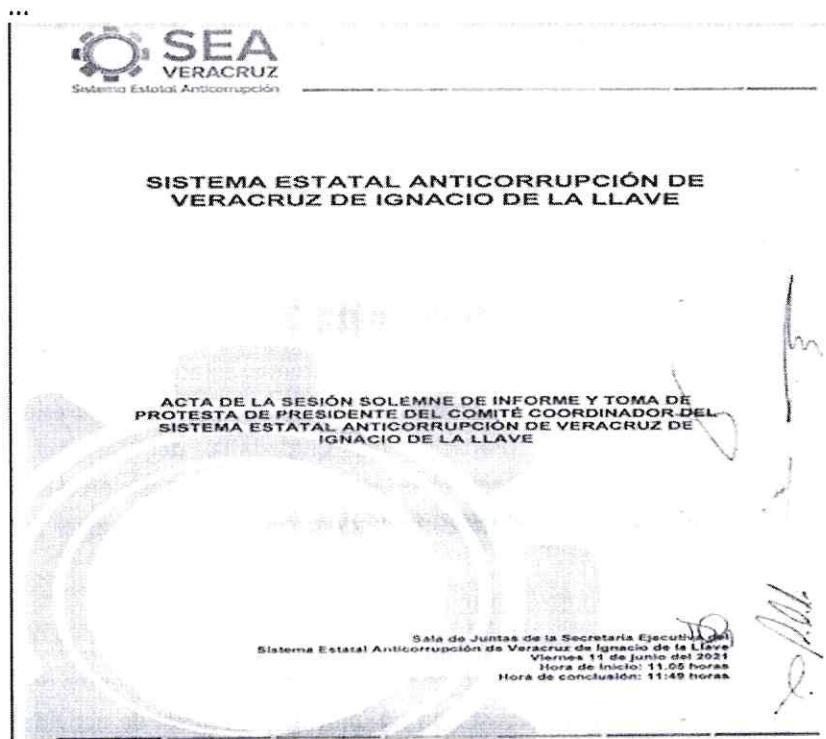 ...
SEA
VERACRUZ
Sistema Estatal Anticorrupción
SISTEMA ESTATAL ANTICORRUPCIÓN DE
VERACRUZ DE IGNACIO DE LA LLAVE
ACTA DE LA SESIÓN SOLEMNE DE INFORME Y TOMA DE
PROTESTA DE PRESIDENTE DEL COMITÉ COORDINADOR DEL
SISTEMA ESTATAL ANTICORRUPCIÓN DE VERACRUZ DE
IGNACIO DE LA LLAVE
Sala de Juntas de la Secretaría Ejecutiva del
Sistema Estatal Anticorrupción de Veracruz de Ignacio de la Llave
Viernes 11 de junio del 2021
Hora de inicio: 11.05 horas
Hora de conclusión: 11:49 horas